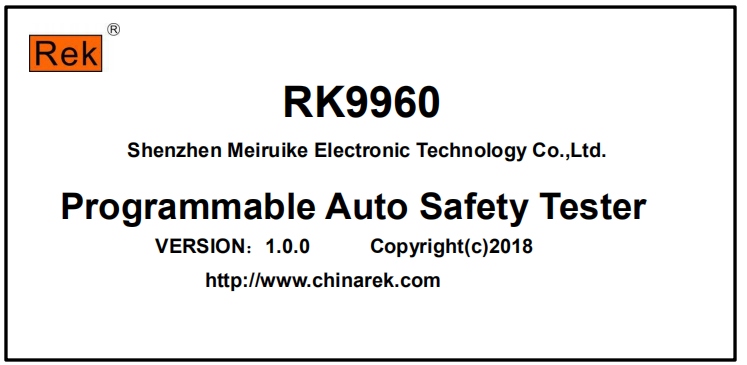 Rek ®
RK9960
Shenzhen Meiruike Electronic Technology Co.,Ltd.
Programmable Auto Safety Tester
VERSION：1.0.0 Copyright(c)2018
http://www.chinarek.com